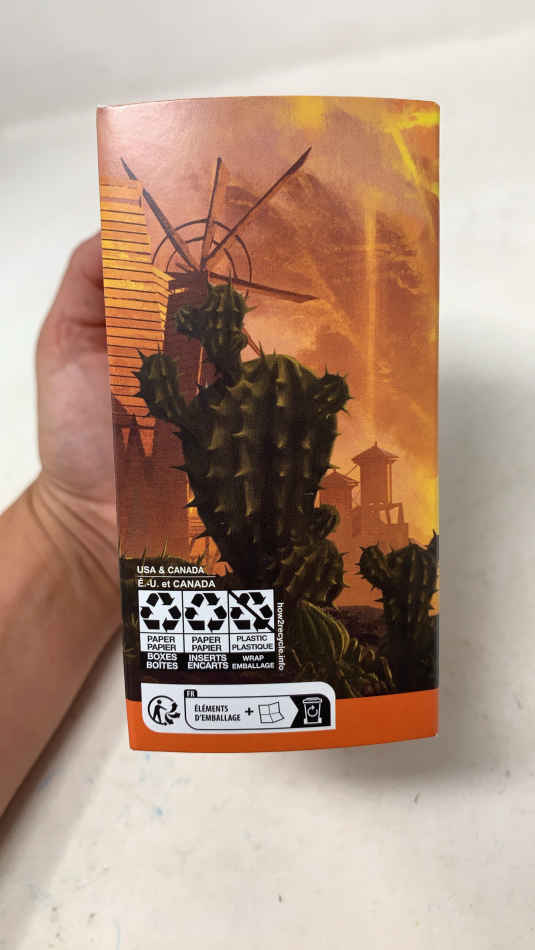 USA & CANADA
É.-U. et CANADA
PAPER
PAPIER
BOXES
BOÎTES
PAPER
PAPIER
INSERTS
ENCARTS
PLASTIC
PLASTIQUE
WRAP
EMBALLAGE
how2recycle.info
FR
ÉLÉMENTS
D'EMBALLAGE
+